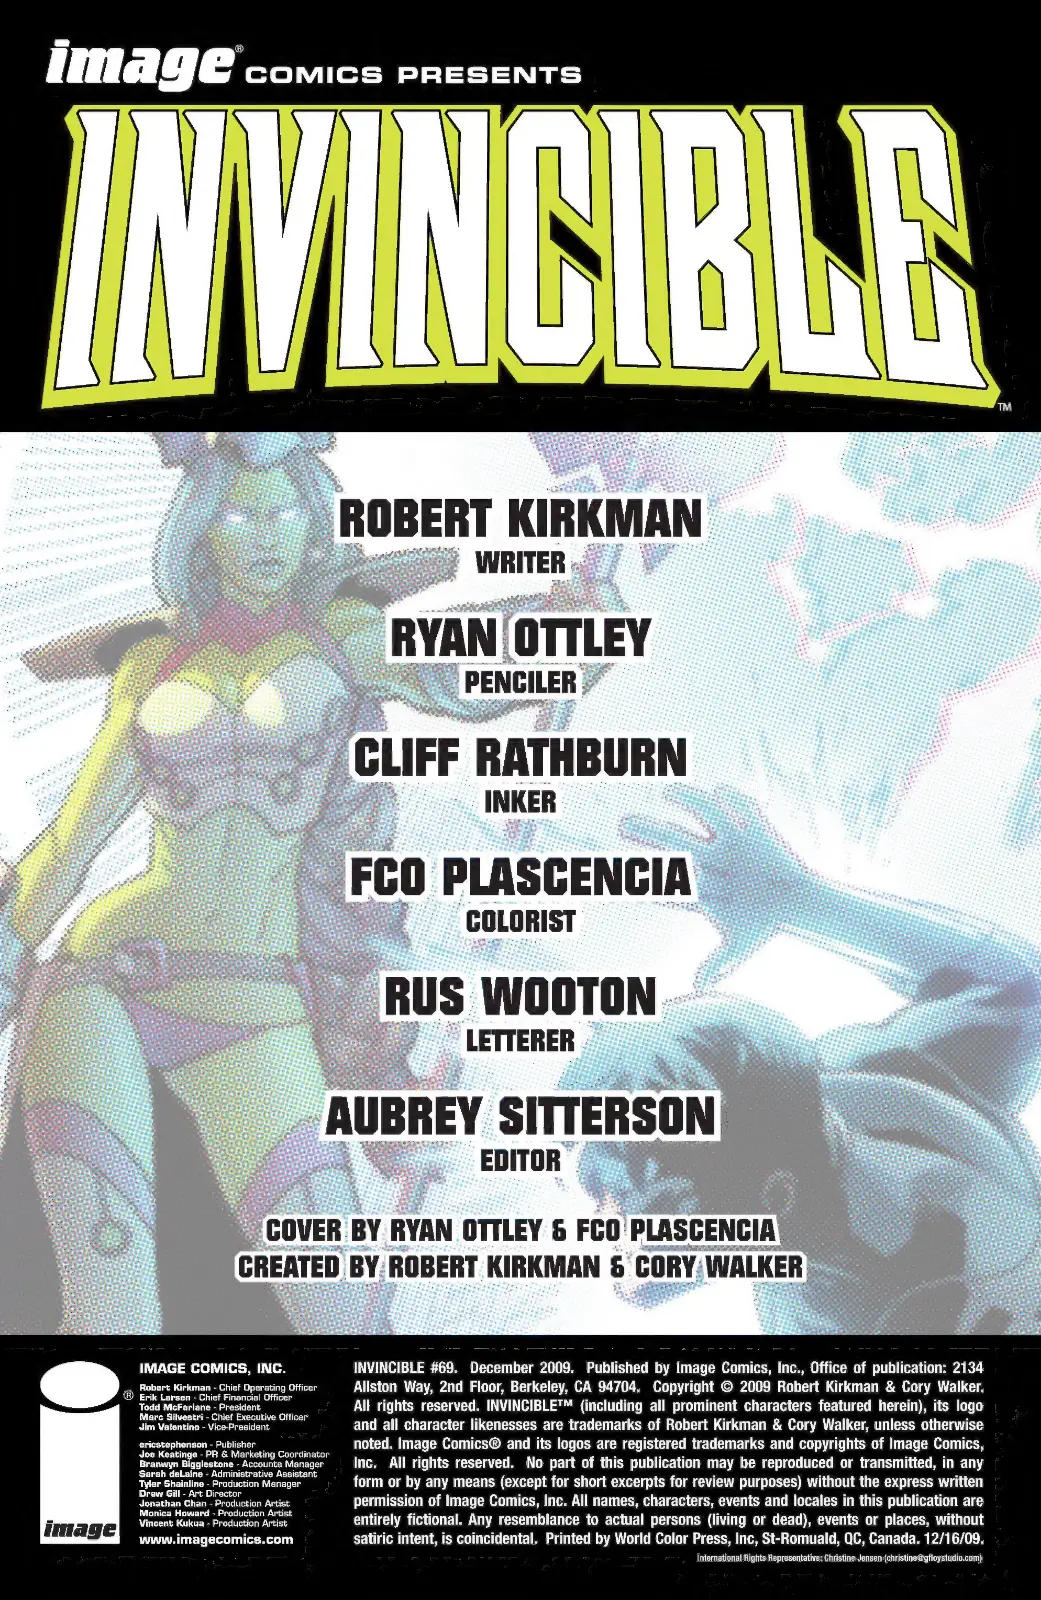 image® COMICS PRESENTS
INVINCIBLE™
ROBERT KIRKMAN
WRITER
RYAN OTTLEY
PENCILER
CLIFF RATHBURN
INKER
FCO PLASCENCIA
COLORIST
RUS WOOTON
LETTERER
AUBREY SITTERSON
EDITOR
COVER BY RYAN OTTLEY & FCO PLASCENCIA
CREATED BY ROBERT KIRKMAN & CORY WALKER
®
image
IMAGE COMICS, INC.
Robert Kirkman - Chief Operating Officer
Erik Larsen - Chief Financial Officer
Todd McFarlane - President
Marc Silvestri - Chief Executive Officer
Jim Valentino - Vice-President
ericstephenson - Publisher
Joe Keatinge - PR & Marketing Coordinator
Branwyn Bigglestone - Accounts Manager
Sarah deLaine - Administrative Assistant
Tyler Shainline - Production Manager
Drew Gill - Art Director
Jonathan Chan - Production Artist
Monica Howard - Production Artist
Vincent Kukua - Production Artist
www.imagecomics.com
INVINCIBLE #69. December 2009. Published by Image Comics, Inc., Office of publication: 2134
Allston Way, 2nd Floor, Berkeley, CA 94704. Copyright © 2009 Robert Kirkman & Cory Walker.
All rights reserved. INVINCIBLE™ (including all prominent characters featured herein), its logo
and all character likenesses are trademarks of Robert Kirkman & Cory Walker, unless otherwise
noted. Image Comics® and its logos are registered trademarks and copyrights of Image Comics,
Inc. All rights reserved. No part of this publication may be reproduced or transmitted, in any
form or by any means (except for short excerpts for review purposes) without the express written
permission of Image Comics, Inc. All names, characters, events and locales in this publication are
entirely fictional. Any resemblance to actual persons (living or dead), events or places, without
satiric intent, is coincidental. Printed by World Color Press, Inc, St-Romuald, QC, Canada. 12/16/09.
International Rights Representative: Christine Jensen (christine@gfloystudio.com)